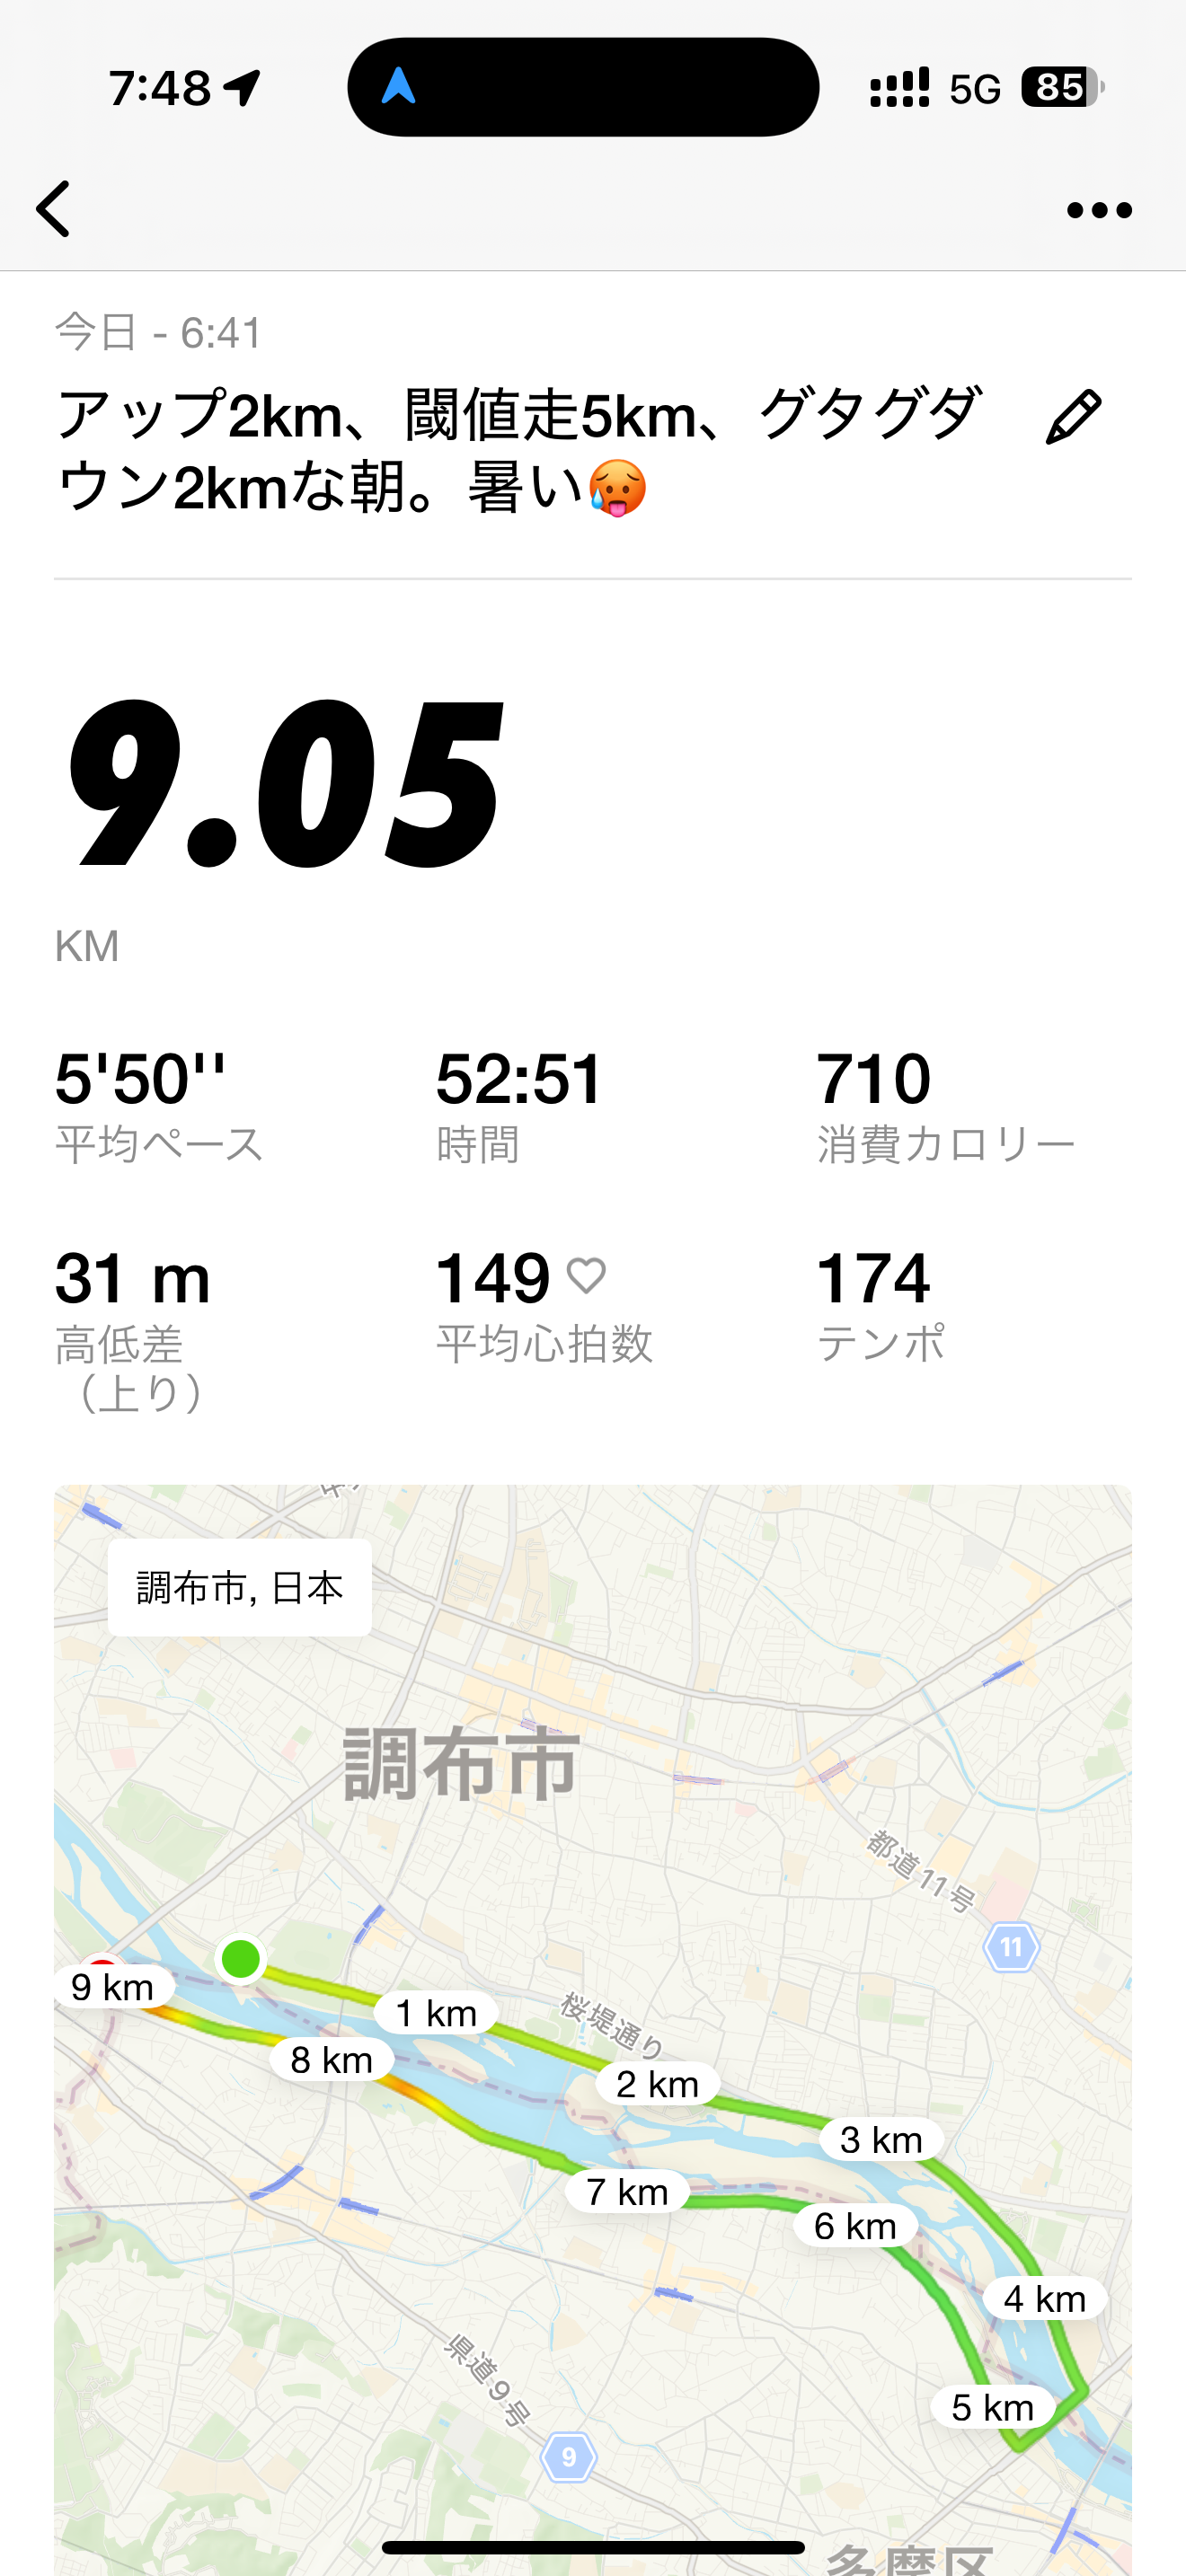 7:48
5G 85
今日 - 6:41
アップ2km、閾値走5km、グタグダ
ウン2kmな朝。暑い🥵
9.05
KM
5'50'' 52:51 710
平均ペース 時間 消費カロリー
31 m 149 174
高低差 平均心拍数 テンポ
（上り）
調布市, 日本
調布市
都道11号
11
9 km
1 km
桜堤通り
8 km
2 km
3 km
7 km
6 km
4 km
県道9号
5 km
9
多摩区